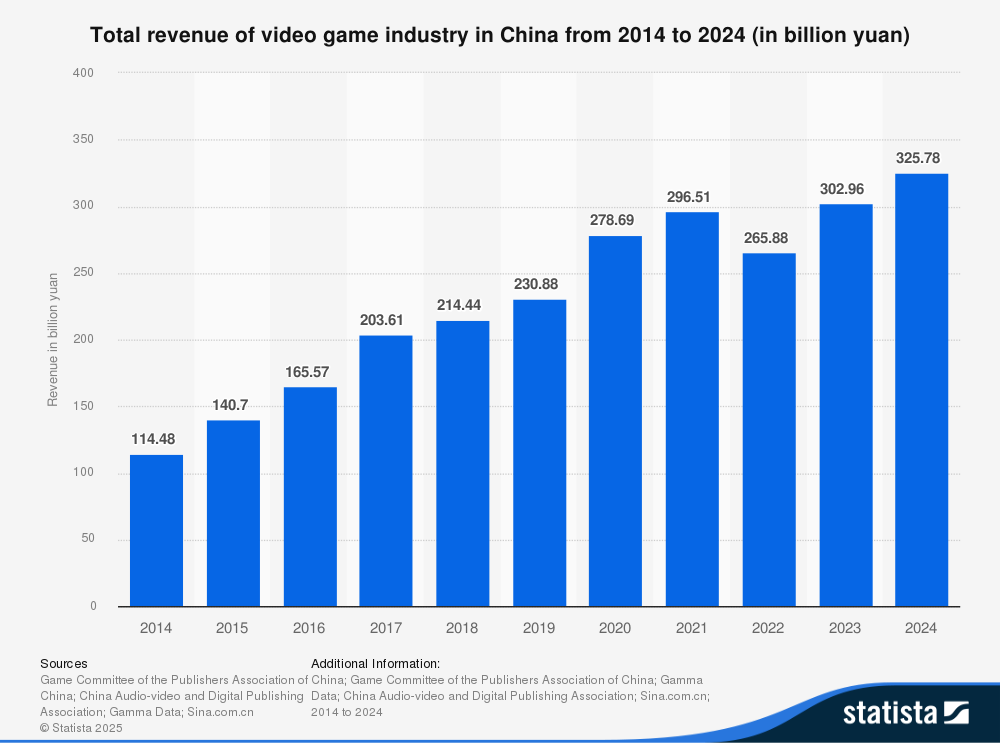 Total revenue of video game industry in China from 2014 to 2024 (in billion yuan)
400
350
300
250
200
150
100
50
0
Revenue in billion yuan
114.48
140.7
165.57
203.61
214.44
230.88
278.69
296.51
265.88
302.96
325.78
2014
2015
2016
2017
2018
2019
2020
2021
2022
2023
2024
Sources
Game Committee of the Publishers Association of
China; China Audio-video and Digital Publishing
Association; Gamma Data; Sina.com.cn
© Statista 2025
Additional Information:
China; Game Committee of the Publishers Association of China; Gamma
Data; China Audio-video and Digital Publishing Association; Sina.com.cn;
2014 to 2024
statista